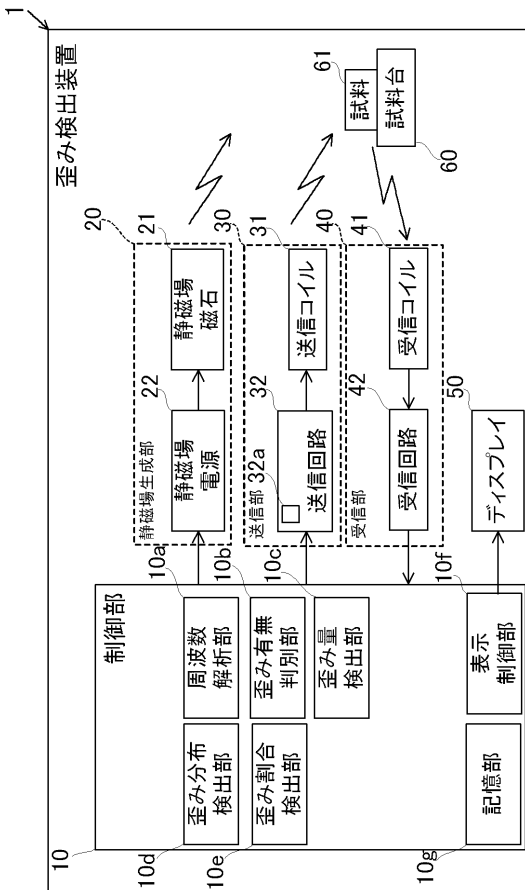 1
歪み検出装置
10
制御部
10a
周波数
解析部
10b
歪み有無
判別部
10c
歪み量
検出部
10d
歪み分布
検出部
10e
歪み割合
検出部
10f
表示
制御部
10g
記憶部
20
静磁場生成部
22
静磁場
電源
21
静磁場
磁石
30
送信部
32
32a
送信回路
31
送信コイル
40
受信部
42
受信回路
41
受信コイル
50
ディスプレイ
61
試料
試料台
60